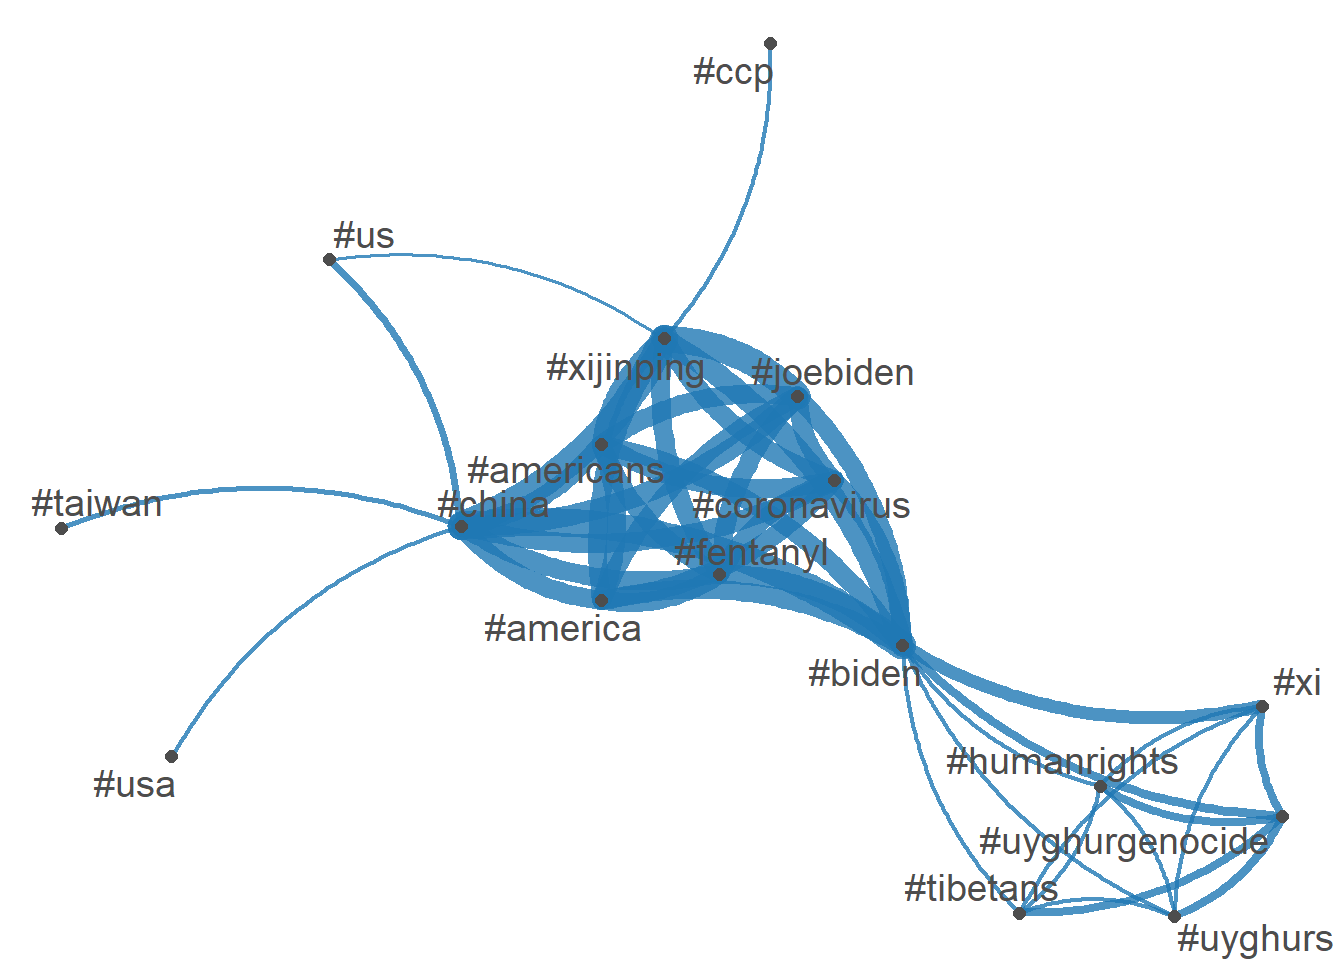 #ccp
#us
#xijinping
#joebiden
#americans
#taiwan
#china
#coronavirus
#fentanyl
#america
#biden
#xi
#humanrights
#usa
#uyghurgenocide
#tibetans
#uyghurs